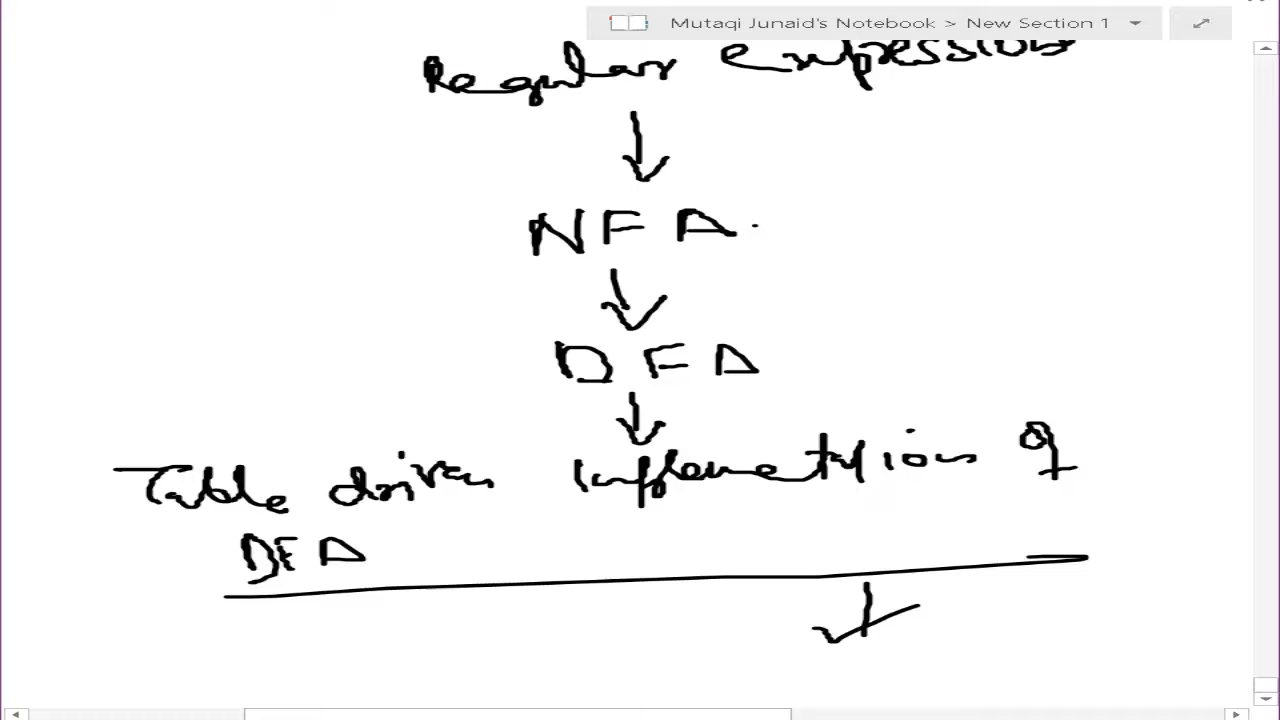 Mutaqi Junaid's Notebook > New Section 1
Regular Expression
NFA
DFA
Table driven Implementation of
DFA